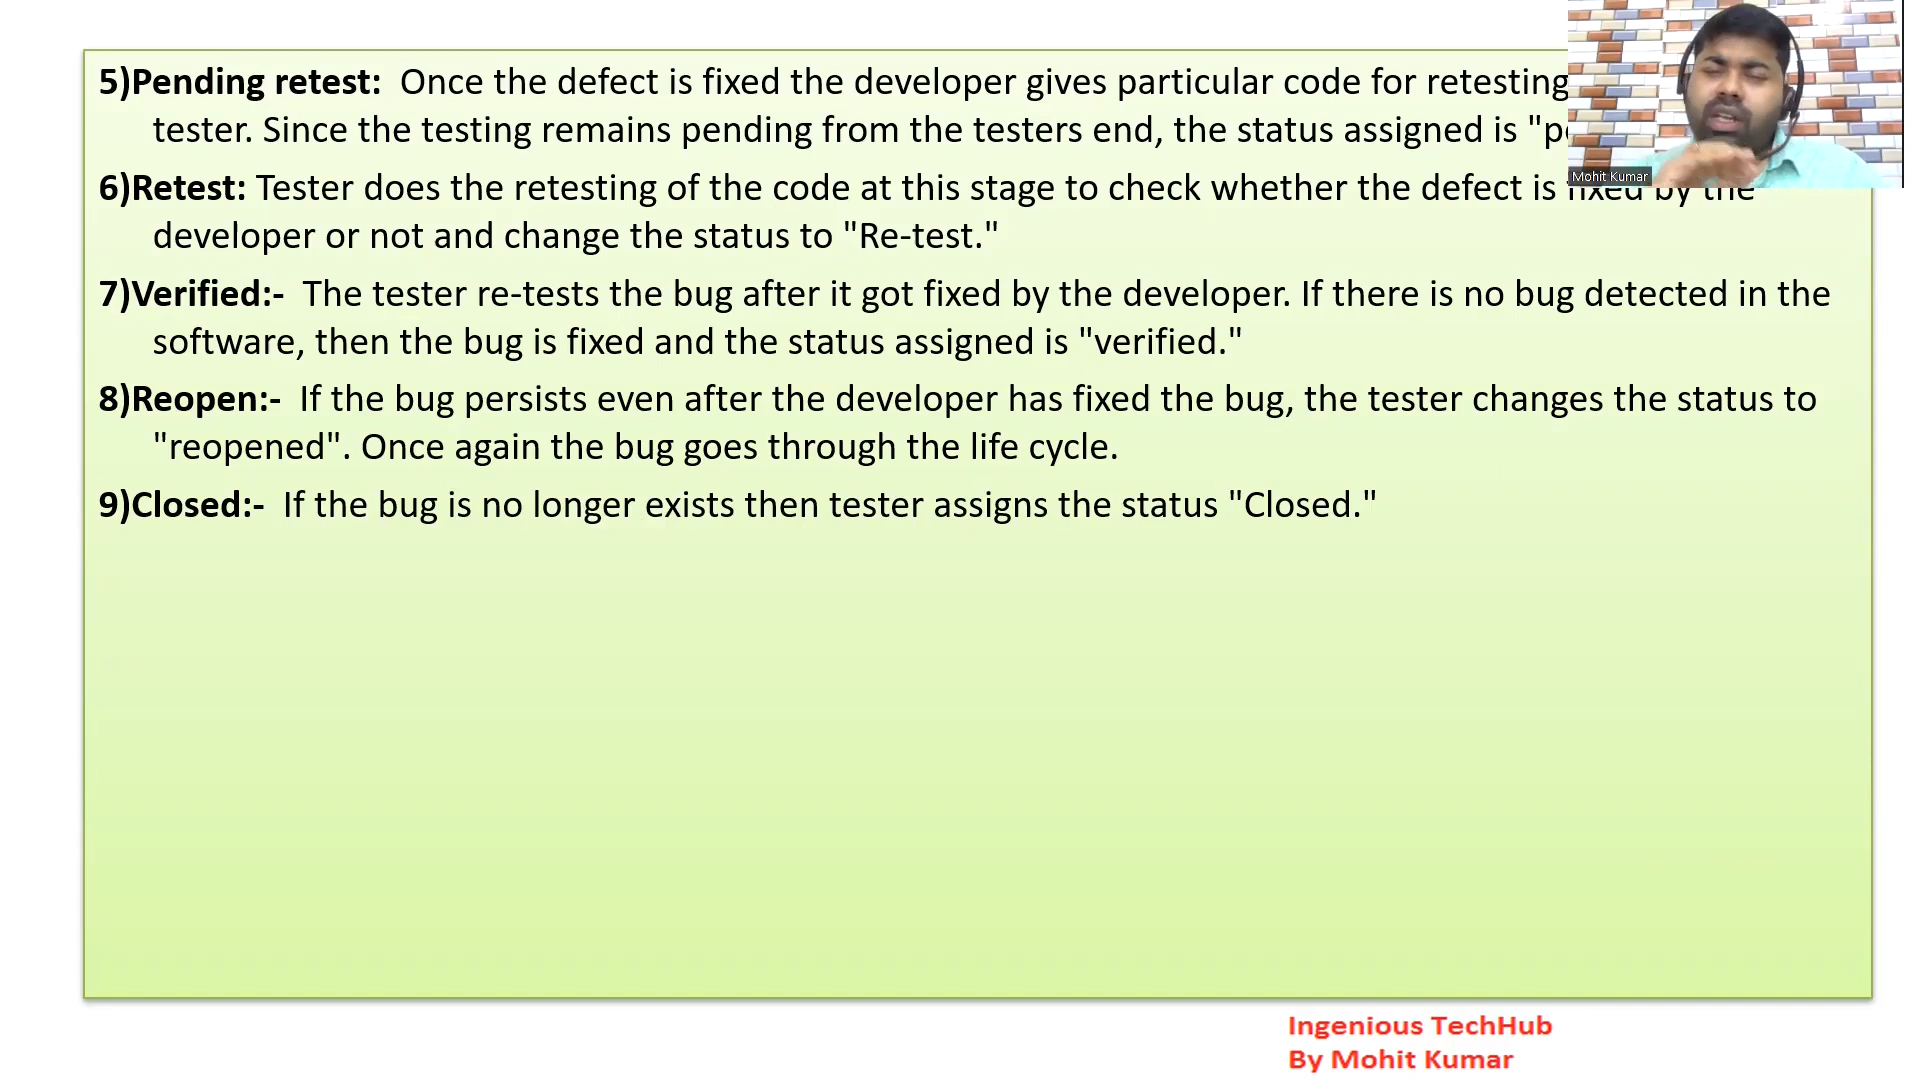 5)Pending retest: Once the defect is fixed the developer gives particular code for retesting
tester. Since the testing remains pending from the testers end, the status assigned is
Mohit Kumar
6)Retest: Tester does the retesting of the code at this stage to check whether the defect is fixed by the
developer or not and change the status to "Re-test."
7)Verified:- The tester re-tests the bug after it got fixed by the developer. If there is no bug detected in the
software, then the bug is fixed and the status assigned is "verified."
8)Reopen:- If the bug persists even after the developer has fixed the bug, the tester changes the status to
"reopened". Once again the bug goes through the life cycle.
9)Closed:- If the bug is no longer exists then tester assigns the status "Closed."
Ingenious TechHub
By Mohit Kumar